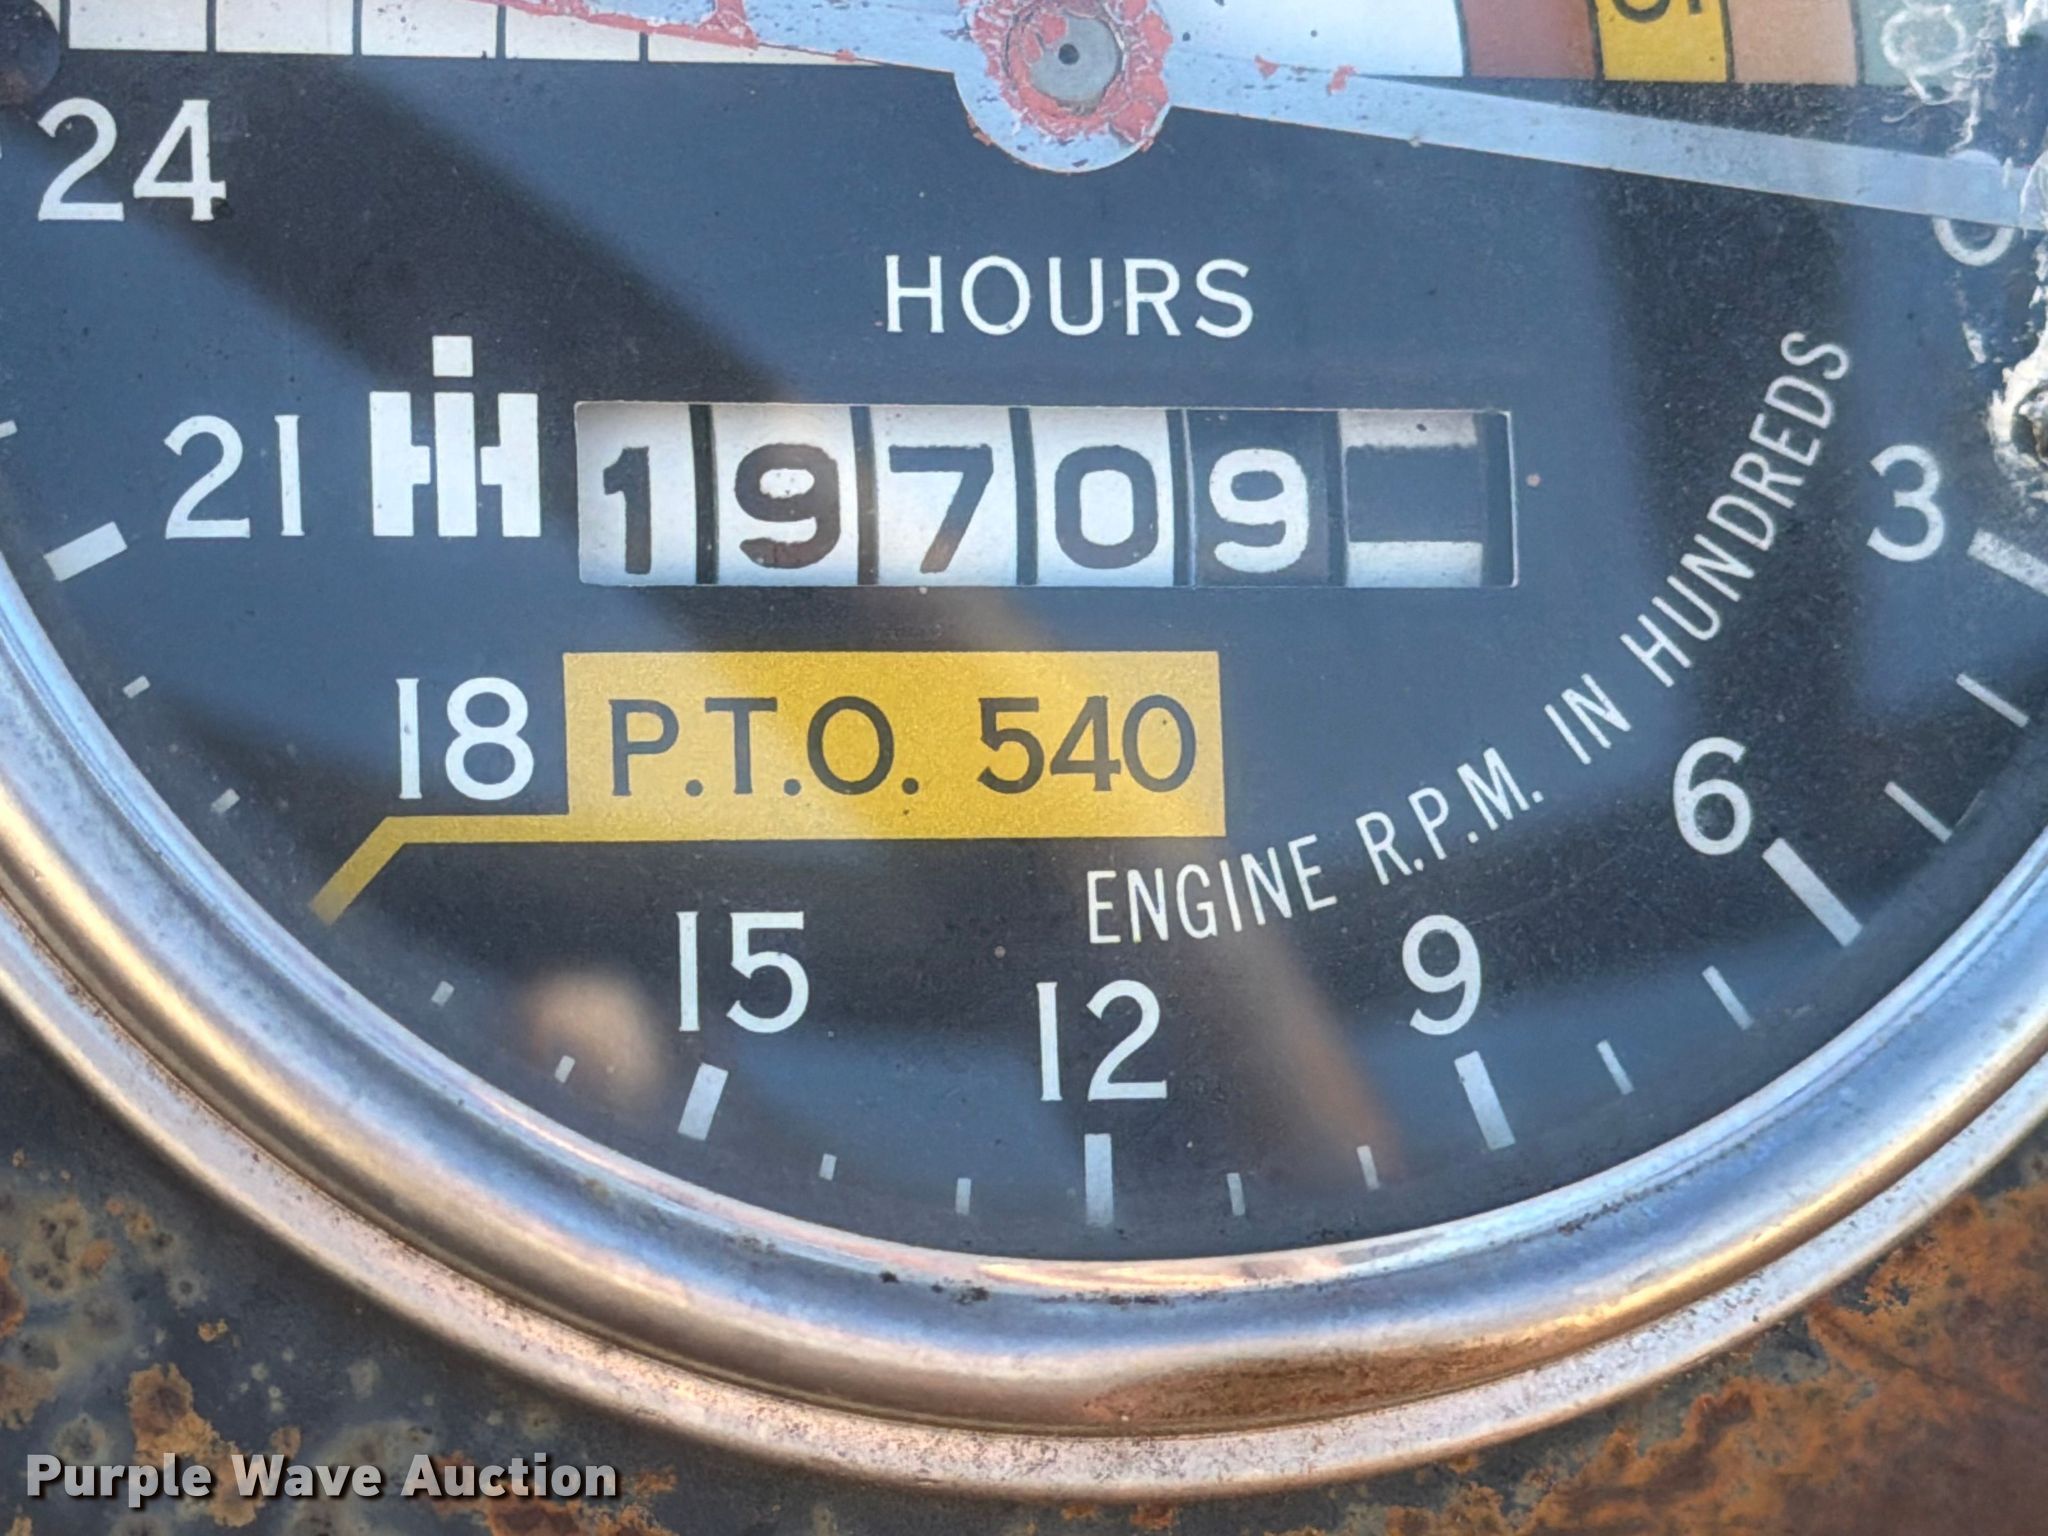 24
HOURS
21 IH 19709
3
18 P.T.O. 540
6
ENGINE R.P.M. IN HUNDREDS
15
12
9
Purple Wave Auction